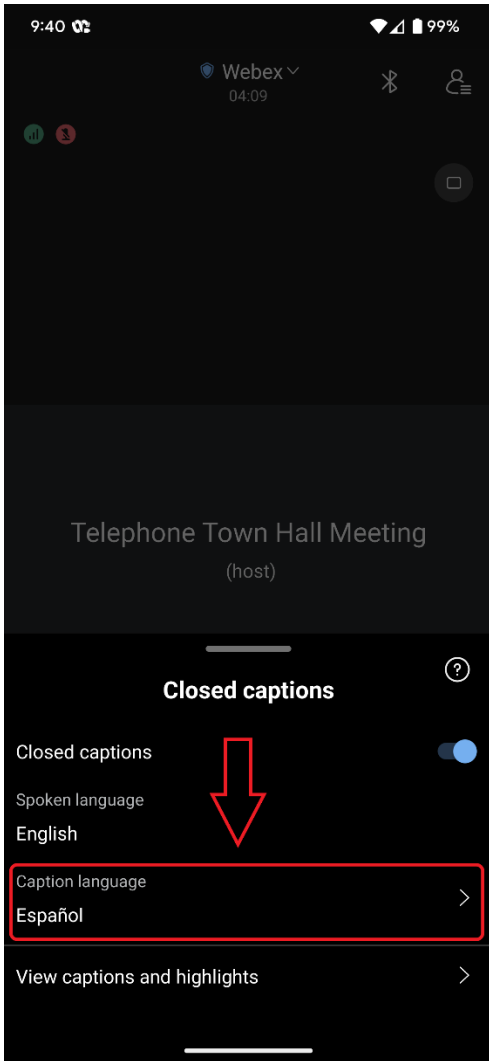 9:40 99%
Webex
04:09
Telephone Town Hall Meeting
(host)
Closed captions
Closed captions
Spoken language
English
Caption language
Español
View captions and highlights